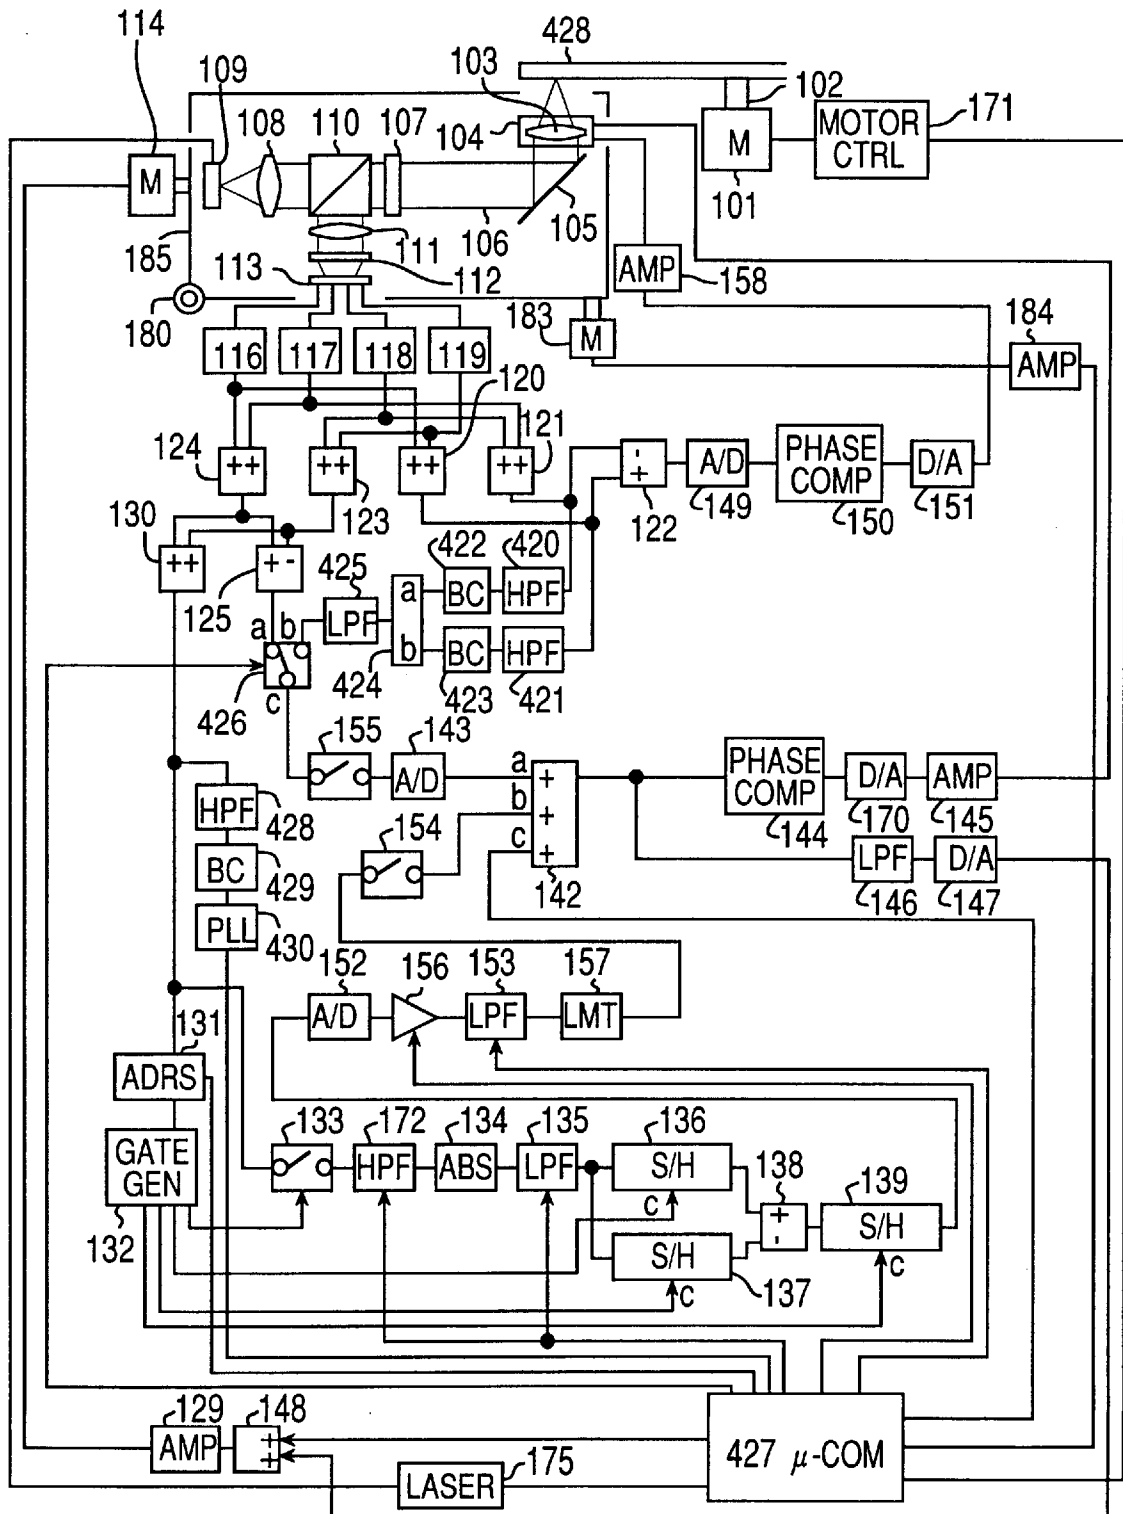 114
428
109
103
102
108
110
107
104
M
MOTOR
CTRL
171
M
101
105
185
106
111
AMP
158
113
112
180
183
M
184
AMP
116
117
118
119
120
121
124
++
++
++
++
-
+
A/D
PHASE
COMP
D/A
130
123
122
149
150
151
++
+ -
425
422
420
125
LPF
a
b
BC
HPF
a
b
BC
HPF
426
c
424
423
421
155
143
A/D
a
b
c
+
+
+
PHASE
COMP
D/A
AMP
HPF
428
154
144
170
145
BC
429
142
LPF
D/A
PLL
430
146
147
152
156
153
157
A/D
LPF
LMT
131
ADRS
133
172
134
135
136
GATE
GEN
HPF
ABS
LPF
S/H
138
139
132
c
+
-
S/H
S/H
c
137
c
129
148
AMP
+
+
427 μ-COM
LASER
175